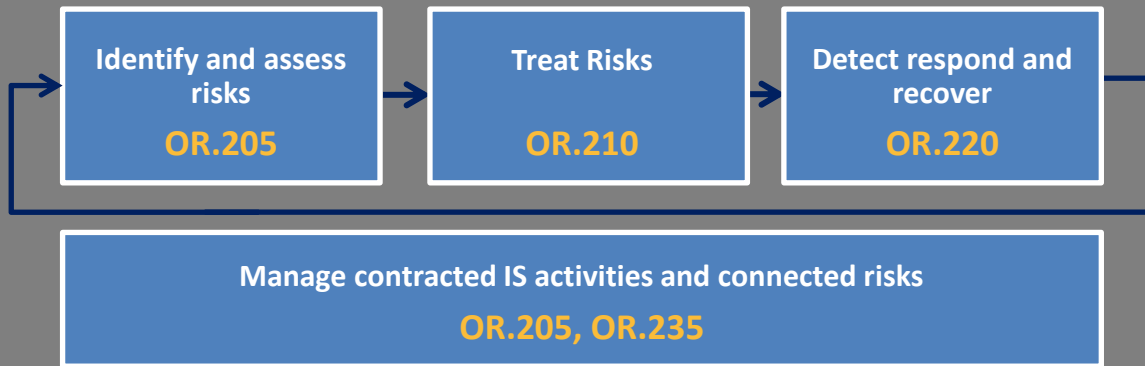 Identify and assess
risks
OR.205
Treat Risks
OR.210
Detect respond and
recover
OR.220
Manage contracted IS activities and connected risks
OR.205, OR.235